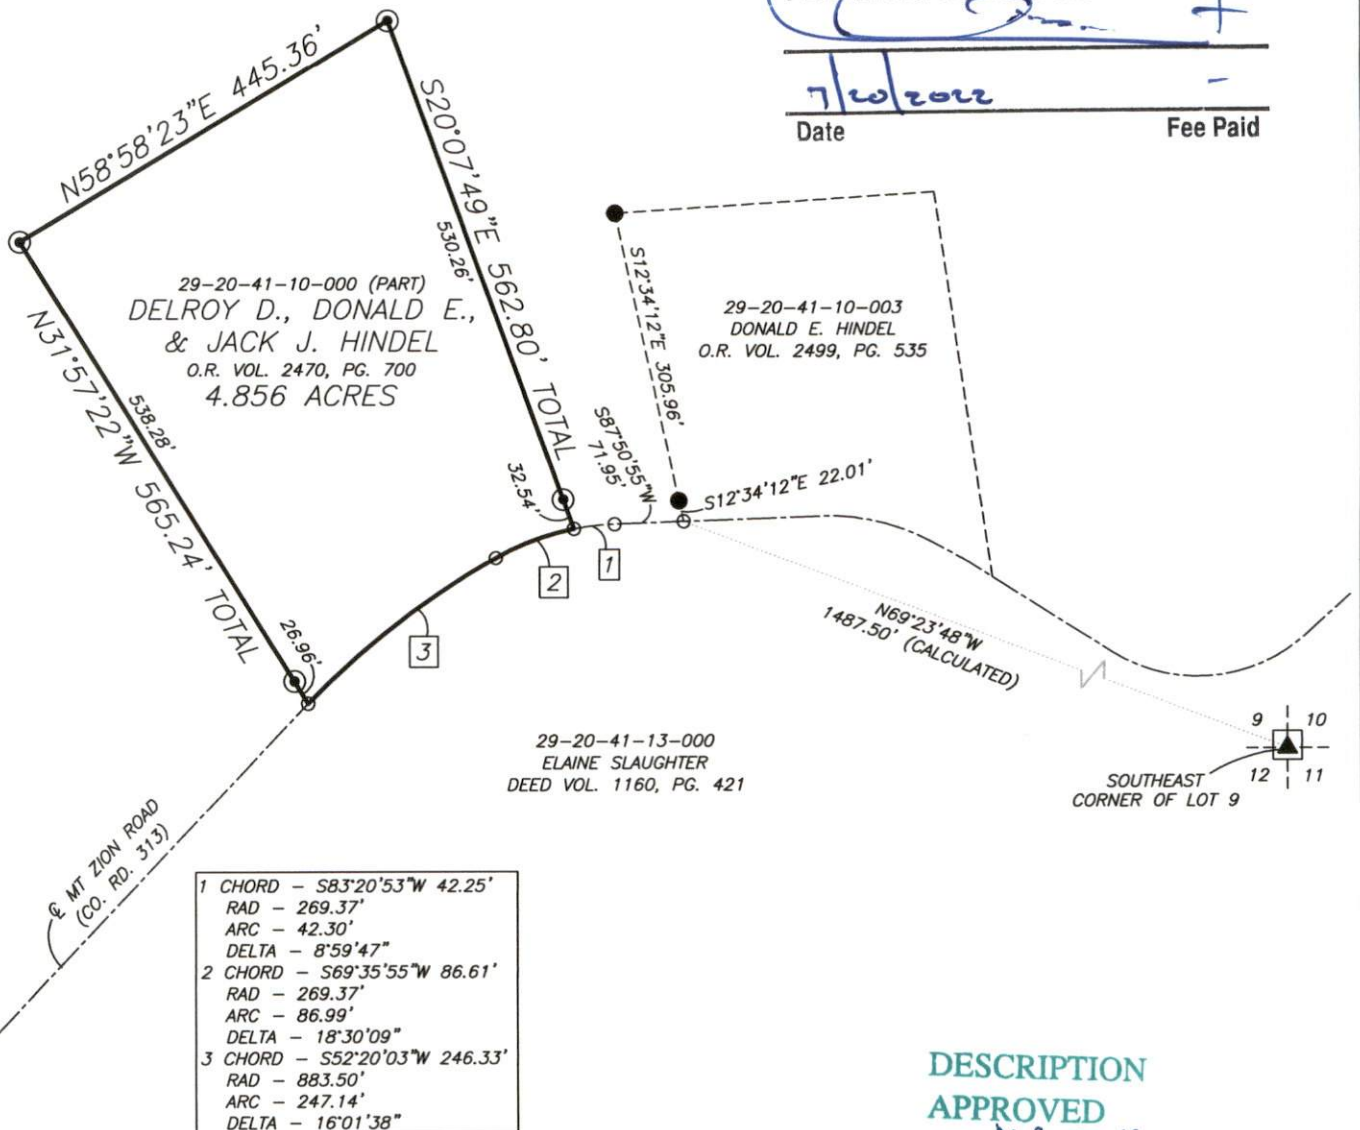 7/20/2022 -
Date Fee Paid
N58°58'23"E 445.36'
S20°07'49"E 562.80' TOTAL
530.26'
32.54'
29-20-41-10-000 (PART)
DELROY D., DONALD E.,
& JACK J. HINDEL
O.R. VOL. 2470, PG. 700
4.856 ACRES
N31°57'22"W 565.24' TOTAL
538.28'
26.96'
S12°34'12"E 305.96'
29-20-41-10-003
DONALD E. HINDEL
O.R. VOL. 2499, PG. 535
S87°50'55"W
71.95'
S12°34'12"E 22.01'
1
2
3
N69°23'48"W
1487.50' (CALCULATED)
9 10
12 11
SOUTHEAST
CORNER OF LOT 9
29-20-41-13-000
ELAINE SLAUGHTER
DEED VOL. 1160, PG. 421
℄ MT ZION ROAD
(CO. RD. 313)
1 CHORD - S83°20'53"W 42.25'
RAD - 269.37'
ARC - 42.30'
DELTA - 8°59'47"
2 CHORD - S69°35'55"W 86.61'
RAD - 269.37'
ARC - 86.99'
DELTA - 18°30'09"
3 CHORD - S52°20'03"W 246.33'
RAD - 883.50'
ARC - 247.14'
DELTA - 16°01'38"
DESCRIPTION
APPROVED